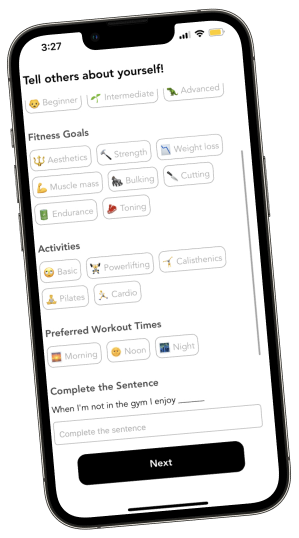 3:27
Tell others about yourself!
Beginner Intermediate Advanced
Fitness Goals
Aesthetics Strength Weight loss
Muscle mass Bulking Cutting
Endurance Toning
Activities
Basic Powerlifting Calisthenics
Pilates Cardio
Preferred Workout Times
Morning Noon Night
Complete the Sentence
When I'm not in the gym I enjoy ______
Complete the sentence
Next